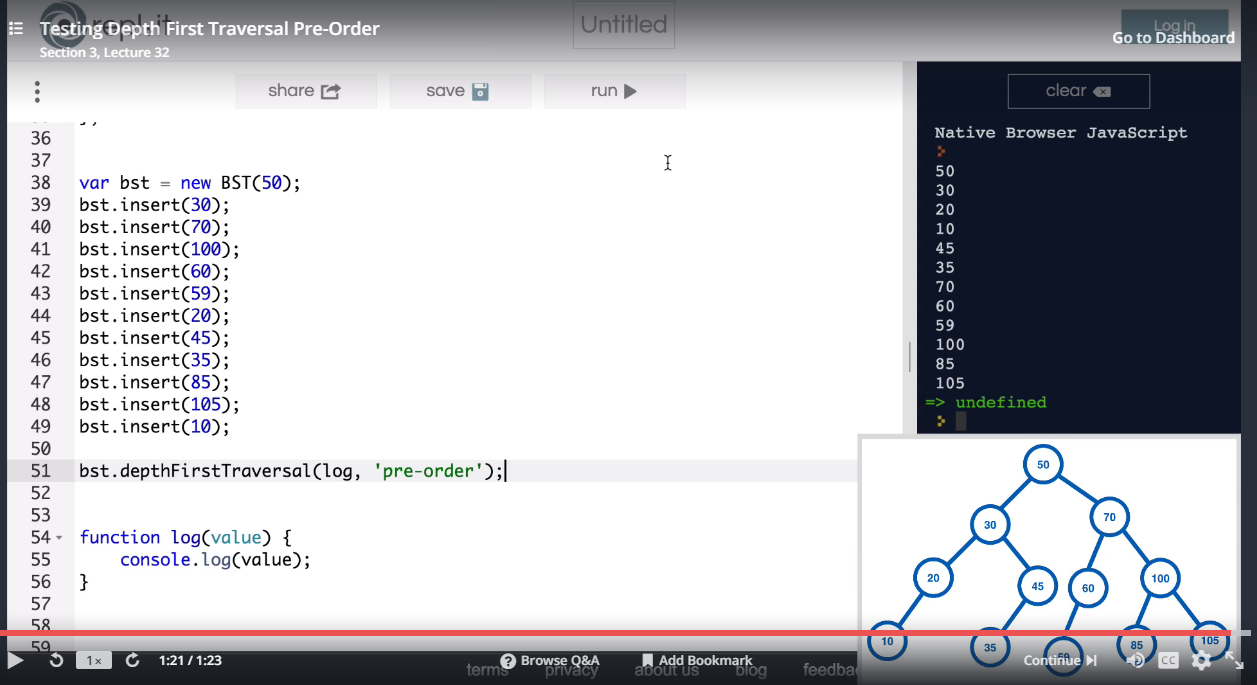 Testing Depth First Traversal Pre-Order
Section 3, Lecture 32
repl.it
Untitled
Log in
Go to Dashboard
share
save
run
clear
36
37
38 var bst = new BST(50);
39 bst.insert(30);
40 bst.insert(70);
41 bst.insert(100);
42 bst.insert(60);
43 bst.insert(59);
44 bst.insert(20);
45 bst.insert(45);
46 bst.insert(35);
47 bst.insert(85);
48 bst.insert(105);
49 bst.insert(10);
50
51 bst.depthFirstTraversal(log, 'pre-order');
52
53
54 function log(value) {
55 console.log(value);
56 }
57
58
59
Native Browser JavaScript
50
30
20
10
45
35
70
60
59
100
85
105
=> undefined
50
30
70
20
45
60
100
10
35
59
85
105
1x
1:21 / 1:23
? Browse Q&A
Add Bookmark
Continue
CC
terms
privacy
about us
blog